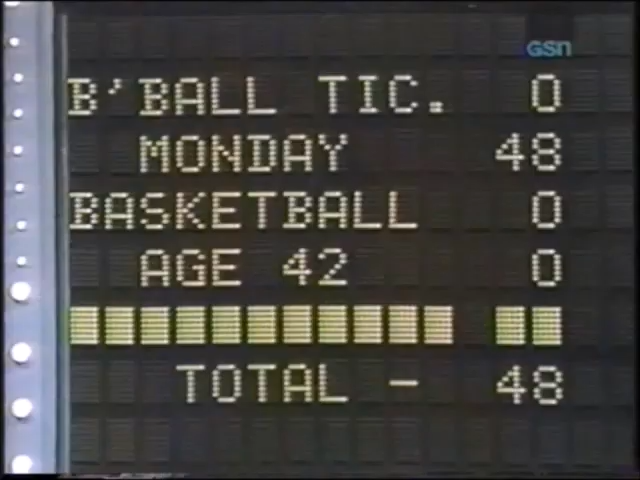 GSN
B'BALL TIC. 0
MONDAY 48
BASKETBALL 0
AGE 42 0
TOTAL - 48